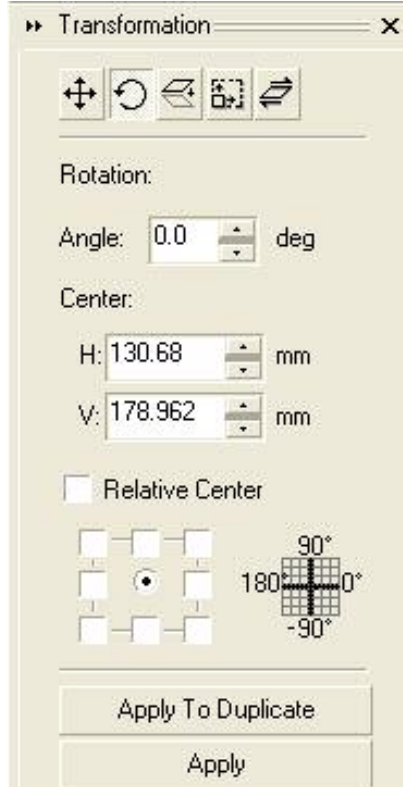 Transformation
Rotation:
Angle: 0.0 deg
Center:
H: 130.68 mm
V: 178.962 mm
Relative Center
90°
180° 0°
-90°
Apply To Duplicate
Apply